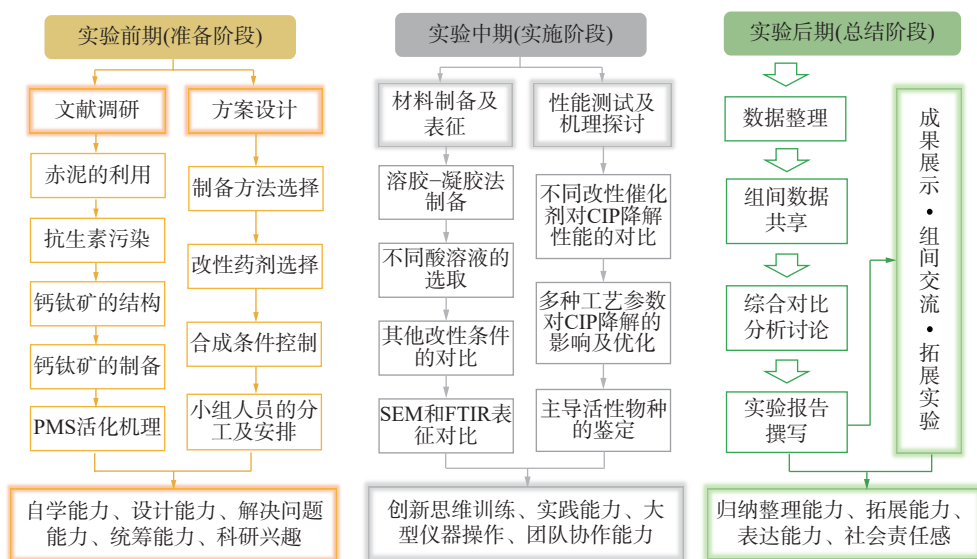 实验前期(准备阶段)
文献调研
赤泥的利用
抗生素污染
钙钛矿的结构
钙钛矿的制备
PMS活化机理
方案设计
制备方法选择
改性药剂选择
合成条件控制
小组人员的分
工及安排
自学能力、设计能力、解决问题
能力、统筹能力、科研兴趣
实验中期(实施阶段)
材料制备及
表征
溶胶–凝胶法
制备
不同酸溶液的
选取
其他改性条件
的对比
SEM和FTIR表
征对比
性能测试及
机理探讨
不同改性催化
剂对CIP降解
性能的对比
多种工艺参数
对CIP降解的
影响及优化
主导活性物种
的鉴定
创新思维训练、实践能力、大
型仪器操作、团队协作能力
实验后期(总结阶段)
数据整理
组间数据
共享
综合对比
分析讨论
实验报告
撰写
成果展示·组间交流·拓展实验
归纳整理能力、拓展能力、
表达能力、社会责任感